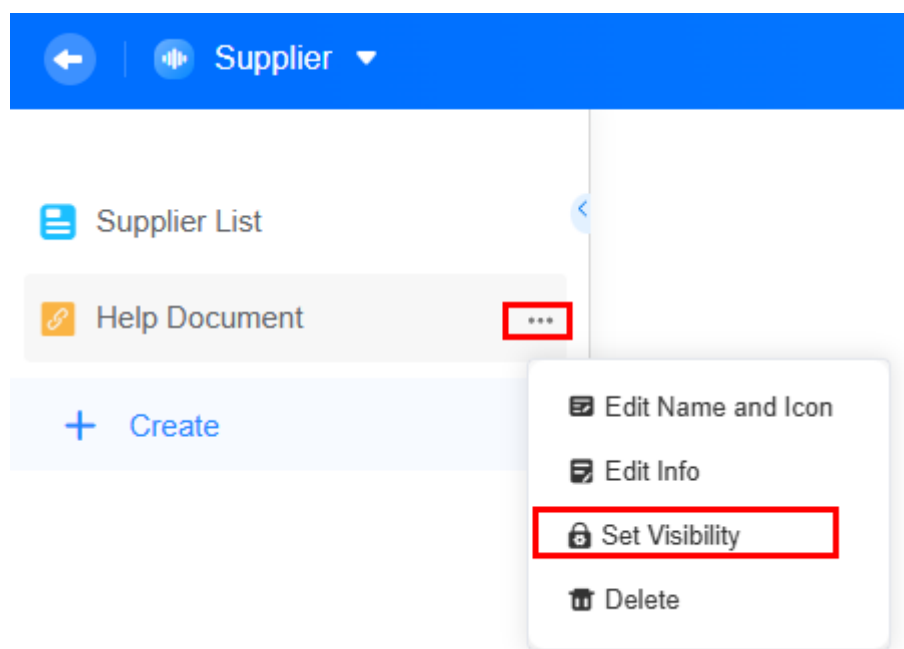 Supplier
Supplier List
Help Document
Create
Edit Name and Icon
Edit Info
Set Visibility
Delete